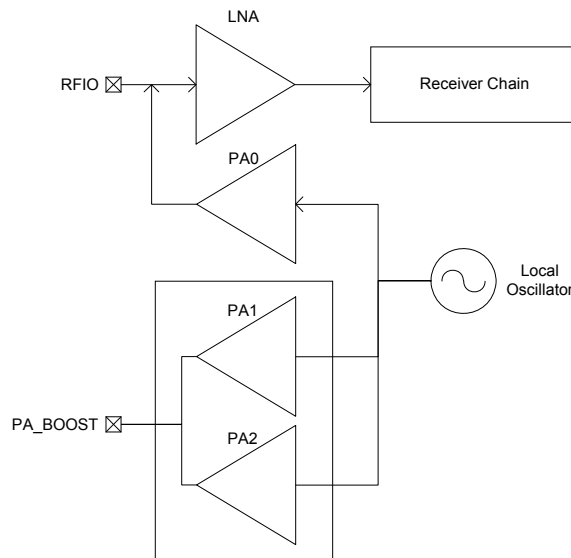 LNA
RFIO
Receiver Chain
PA0
Local
Oscillator
PA1
PA_BOOST
PA2